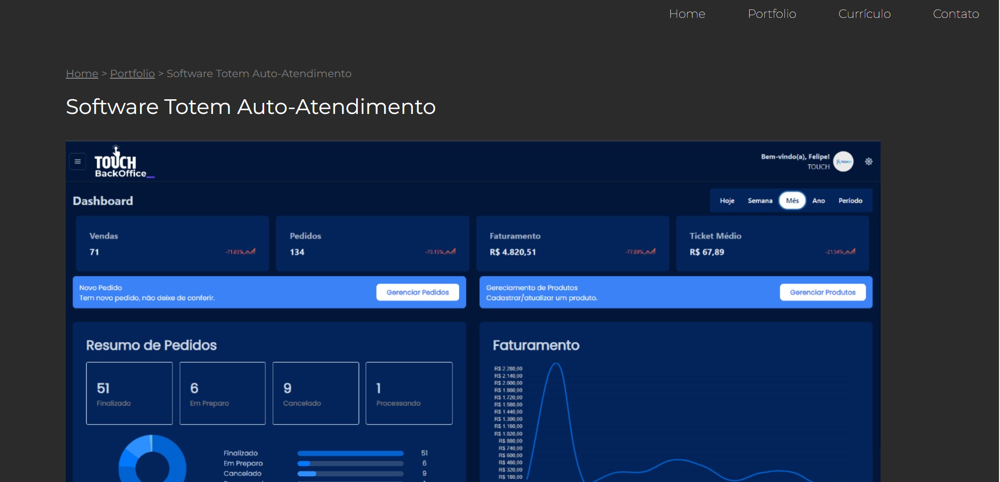 Home Portfolio Currículo Contato
Home > Portfolio > Software Totem Auto-Atendimento
Software Totem Auto-Atendimento
TOUCH
BackOffice_
Bem-vindo(a), Felipe!
TOUCH
TOUCH
Dashboard
Hoje Semana Mês Ano Período
Vendas
71
-71.83%
Pedidos
134
-73.15%
Faturamento
R$ 4.820,51
-77.89%
Ticket Médio
R$ 67,89
-21.54%
Novo Pedido
Tem novo pedido, não deixe de conferir.
Gerenciar Pedidos
Gereciamento de Produtos
Cadastrar/atualizar um produto.
Gerenciar Produtos
Resumo de Pedidos
51
Finalizado
6
Em Preparo
9
Cancelado
1
Processando
Finalizado 51
Em Preparo 6
Cancelado 9
Faturamento
R$ 2.280,00
R$ 2.140,00
R$ 2.000,00
R$ 1.860,00
R$ 1.720,00
R$ 1.580,00
R$ 1.440,00
R$ 1.300,00
R$ 1.160,00
R$ 1.020,00
R$ 880,00
R$ 740,00
R$ 600,00
R$ 460,00
R$ 320,00
R$ 180,00